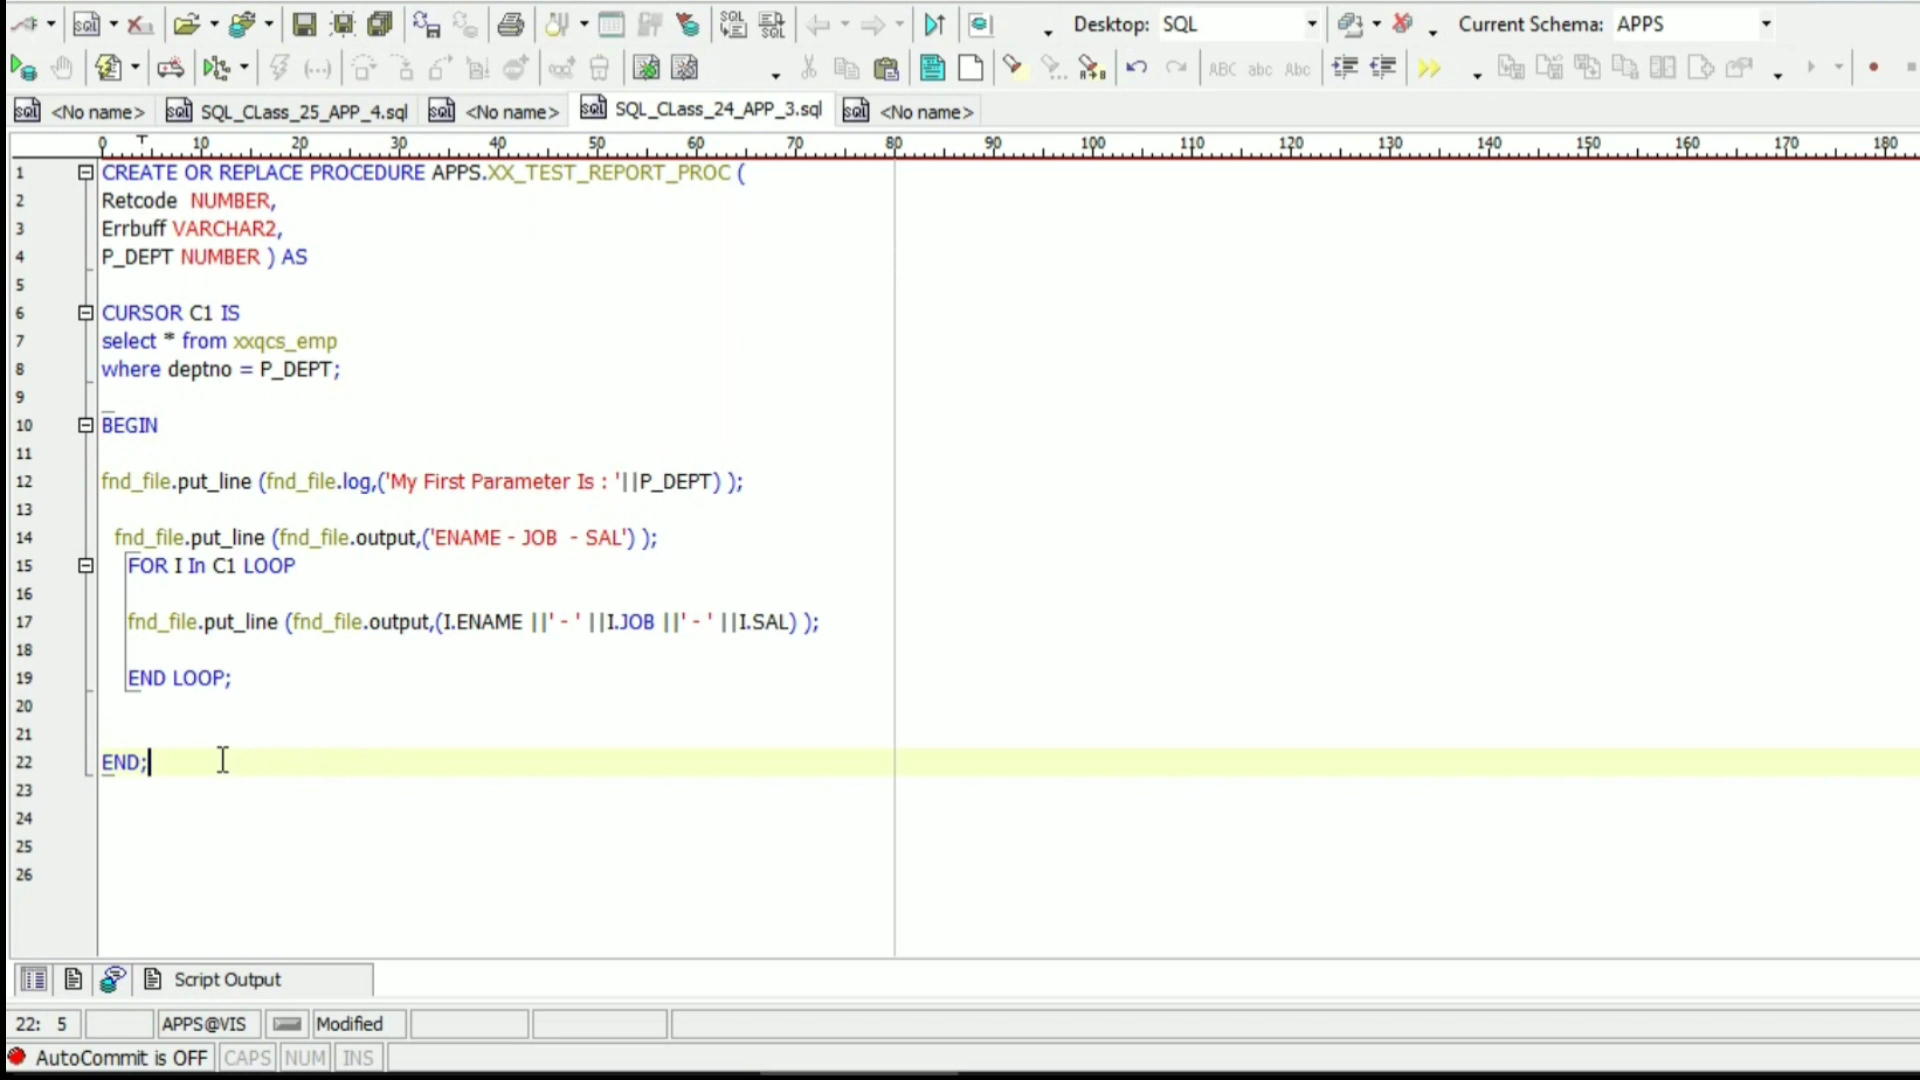 Desktop: SQL Current Schema: APPS
ABC abc Abc
<No name> SQL_CLass_25_APP_4.sql <No name> SQL_CLass_24_APP_3.sql <No name>
0 10 20 30 40 50 60 70 80 90 100 110 120 130 140 150 160 170 180
1 CREATE OR REPLACE PROCEDURE APPS.XX_TEST_REPORT_PROC (
2 Retcode  NUMBER,
3 Errbuff VARCHAR2,
4 P_DEPT NUMBER ) AS
5
6 CURSOR C1 IS
7 select * from xxqcs_emp
8 where deptno = P_DEPT;
9
10 BEGIN
11
12 fnd_file.put_line (fnd_file.log,('My First Parameter Is : '||P_DEPT) );
13
14 fnd_file.put_line (fnd_file.output,('ENAME - JOB  - SAL') );
15 FOR I In C1 LOOP
16
17 fnd_file.put_line (fnd_file.output,(I.ENAME ||' - ' ||I.JOB ||' - ' ||I.SAL) );
18
19 END LOOP;
20
21
22 END;
23
24
25
26
Script Output
22: 5 APPS@VIS Modified
AutoCommit is OFF CAPS NUM INS